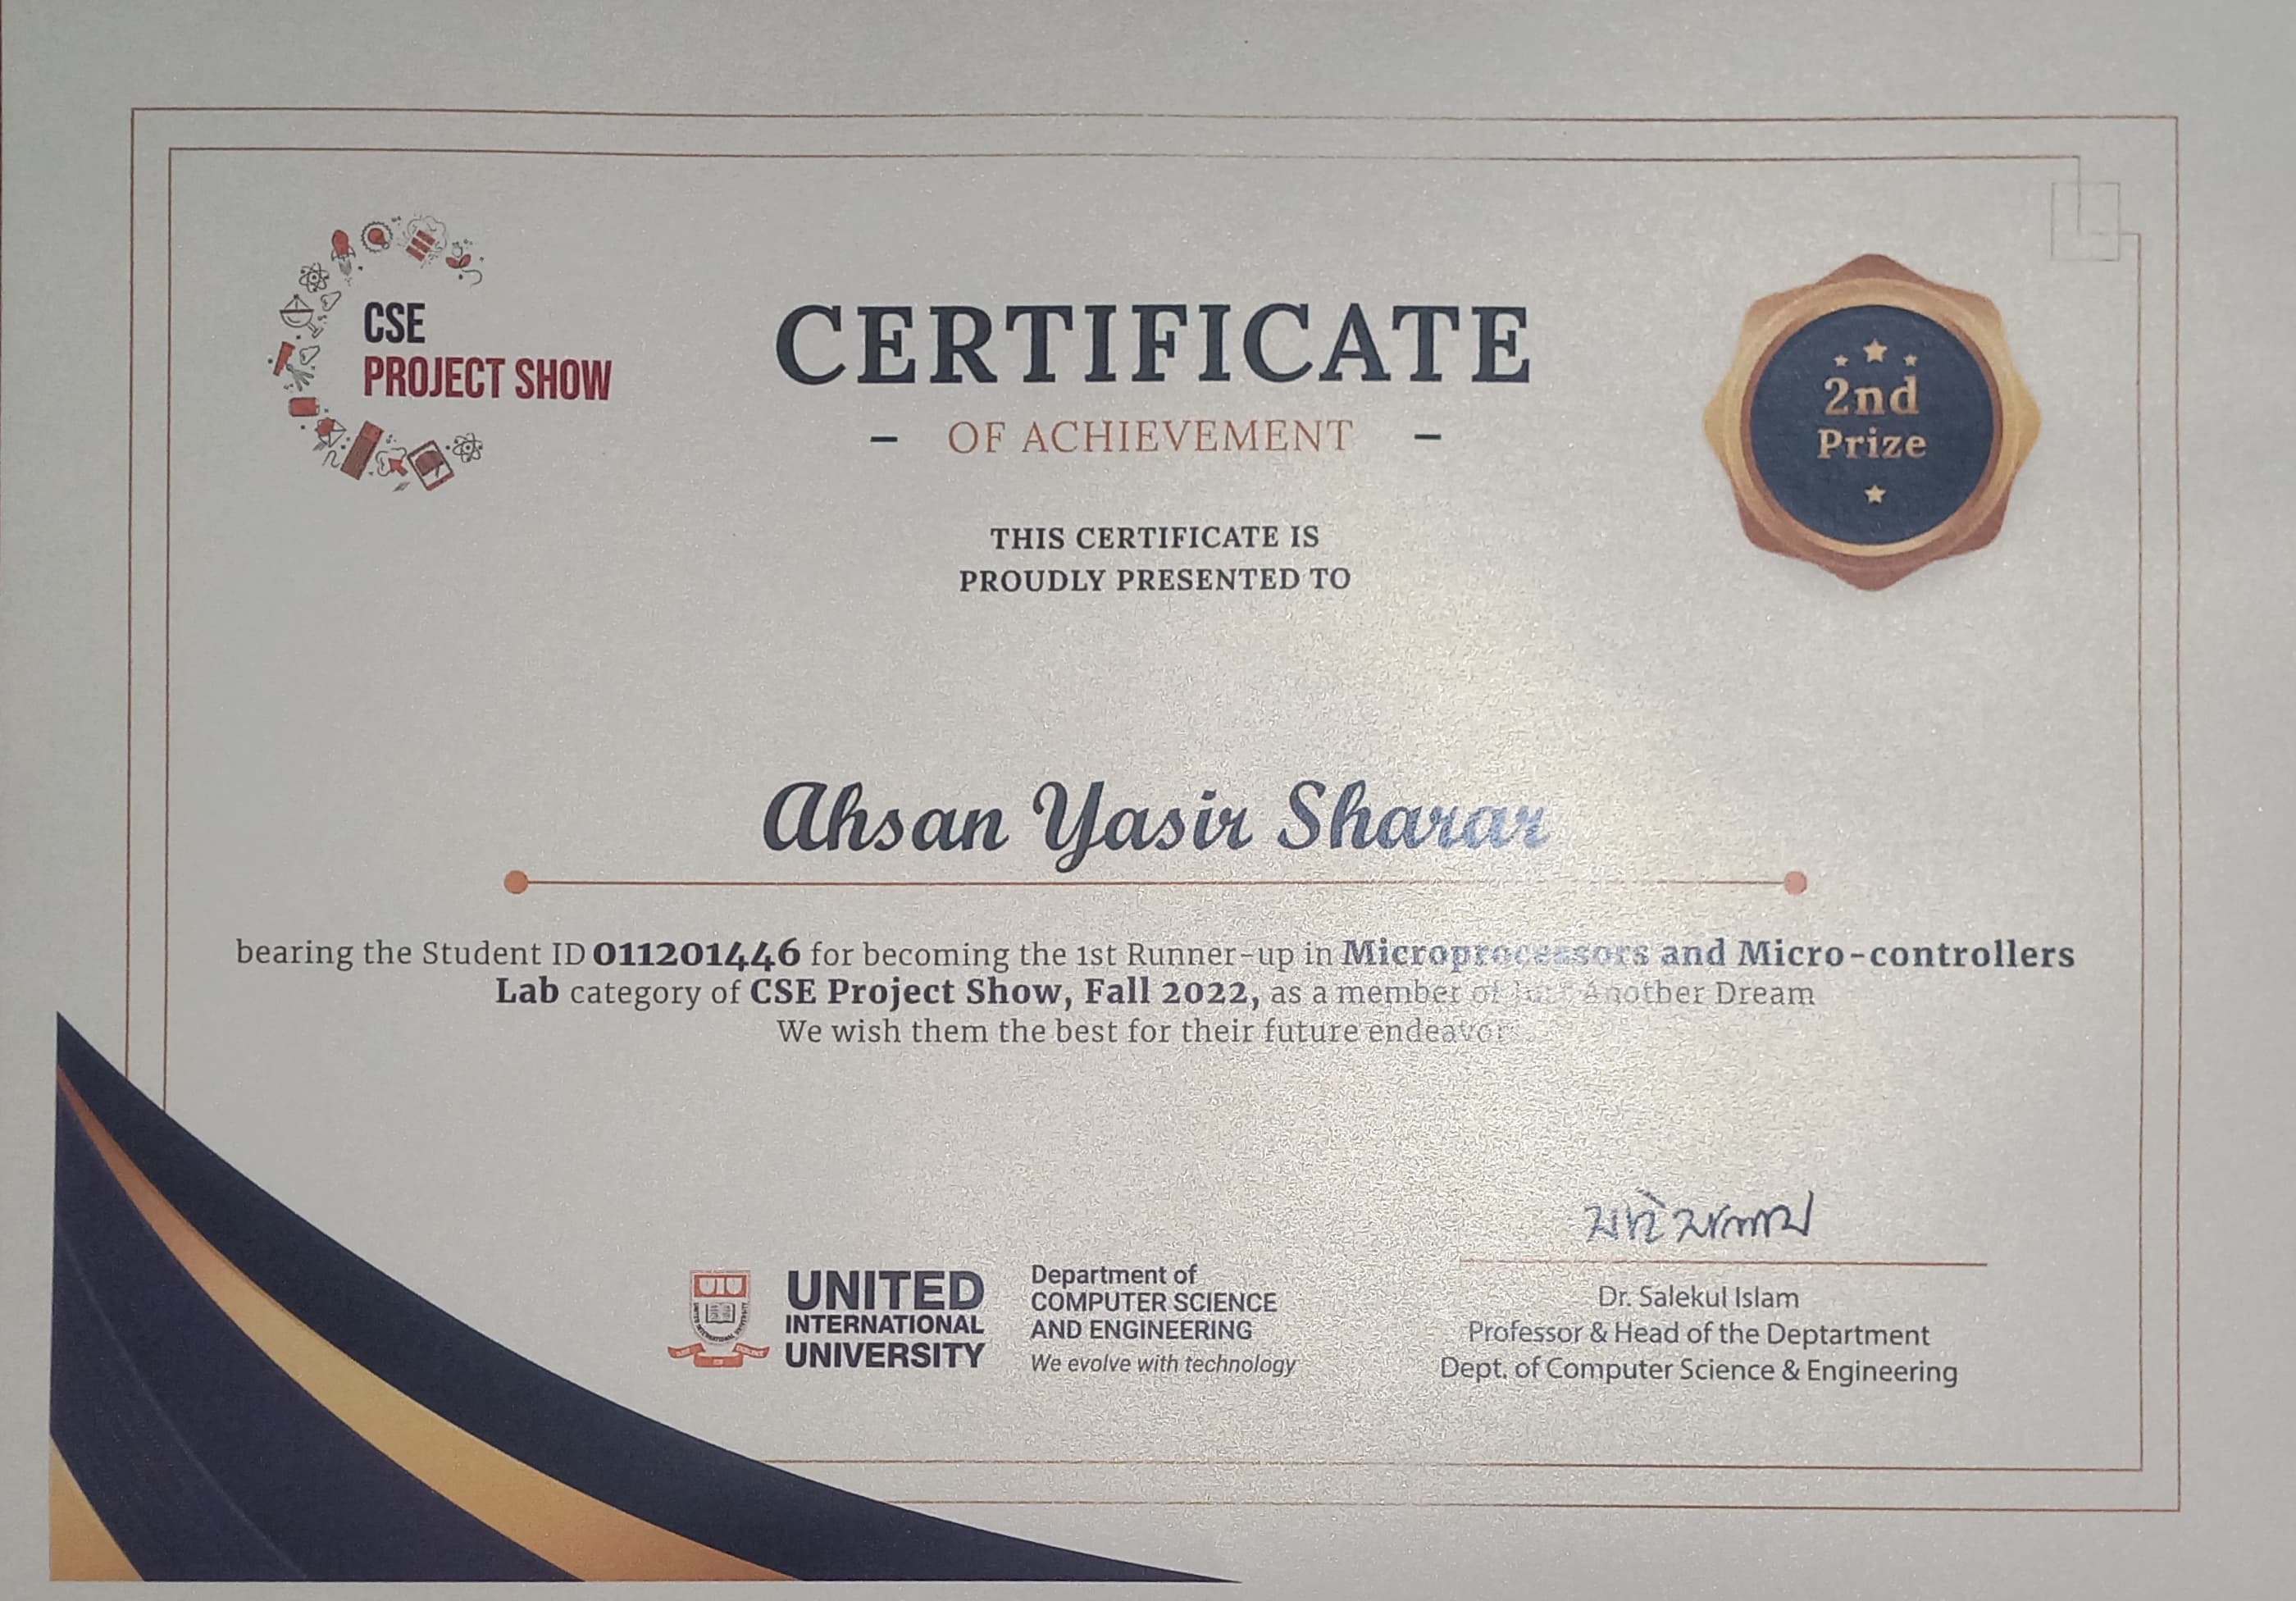 CSE
PROJECT SHOW
CERTIFICATE
- OF ACHIEVEMENT -
2nd
Prize
THIS CERTIFICATE IS
PROUDLY PRESENTED TO
Ahsan Yasir Sharar
bearing the Student ID 011201446 for becoming the 1st Runner-up in Microprocessors and Micro-controllers
Lab category of CSE Project Show, Fall 2022, as a member of Just Another Dream
We wish them the best for their future endeavors.
UIU
UNITED
INTERNATIONAL
UNIVERSITY
Department of
COMPUTER SCIENCE
AND ENGINEERING
We evolve with technology
Dr. Salekul Islam
Professor & Head of the Deptartment
Dept. of Computer Science & Engineering